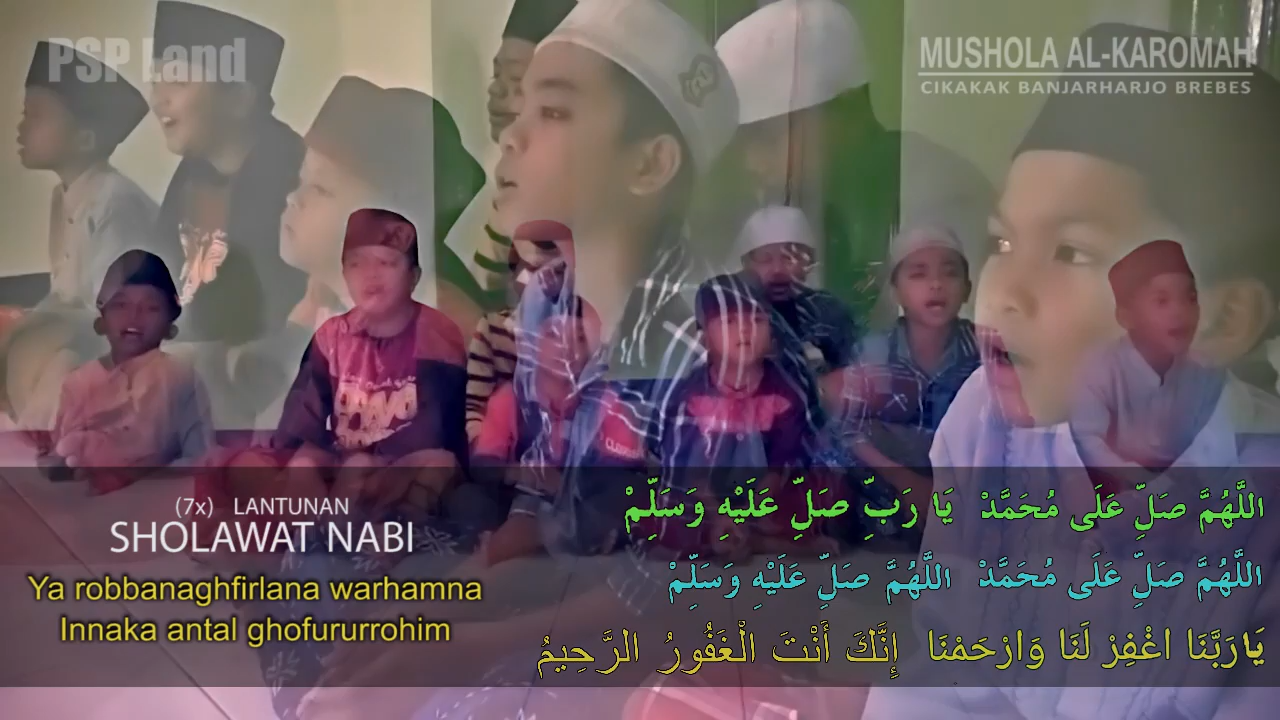 PSP Land
MUSHOLA AL-KAROMAH
CIKAKAK BANJARHARJO BREBES
(7x) LANTUNAN
SHOLAWAT NABI
Ya robbanaghfirlana warhamna
Innaka antal ghofururrohim
اللَّهُمَّ صَلِّ عَلَى مُحَمَّدْ يَا رَبِّ صَلِّ عَلَيْهِ وَسَلِّمْ
اللَّهُمَّ صَلِّ عَلَى مُحَمَّدْ اللَّهُمَّ صَلِّ عَلَيْهِ وَسَلِّمْ
يَارَبَّنَا اغْفِرْ لَنَا وَارْحَمْنَا إِنَّكَ أَنْتَ الْغَفُورُ الرَّحِيمُ